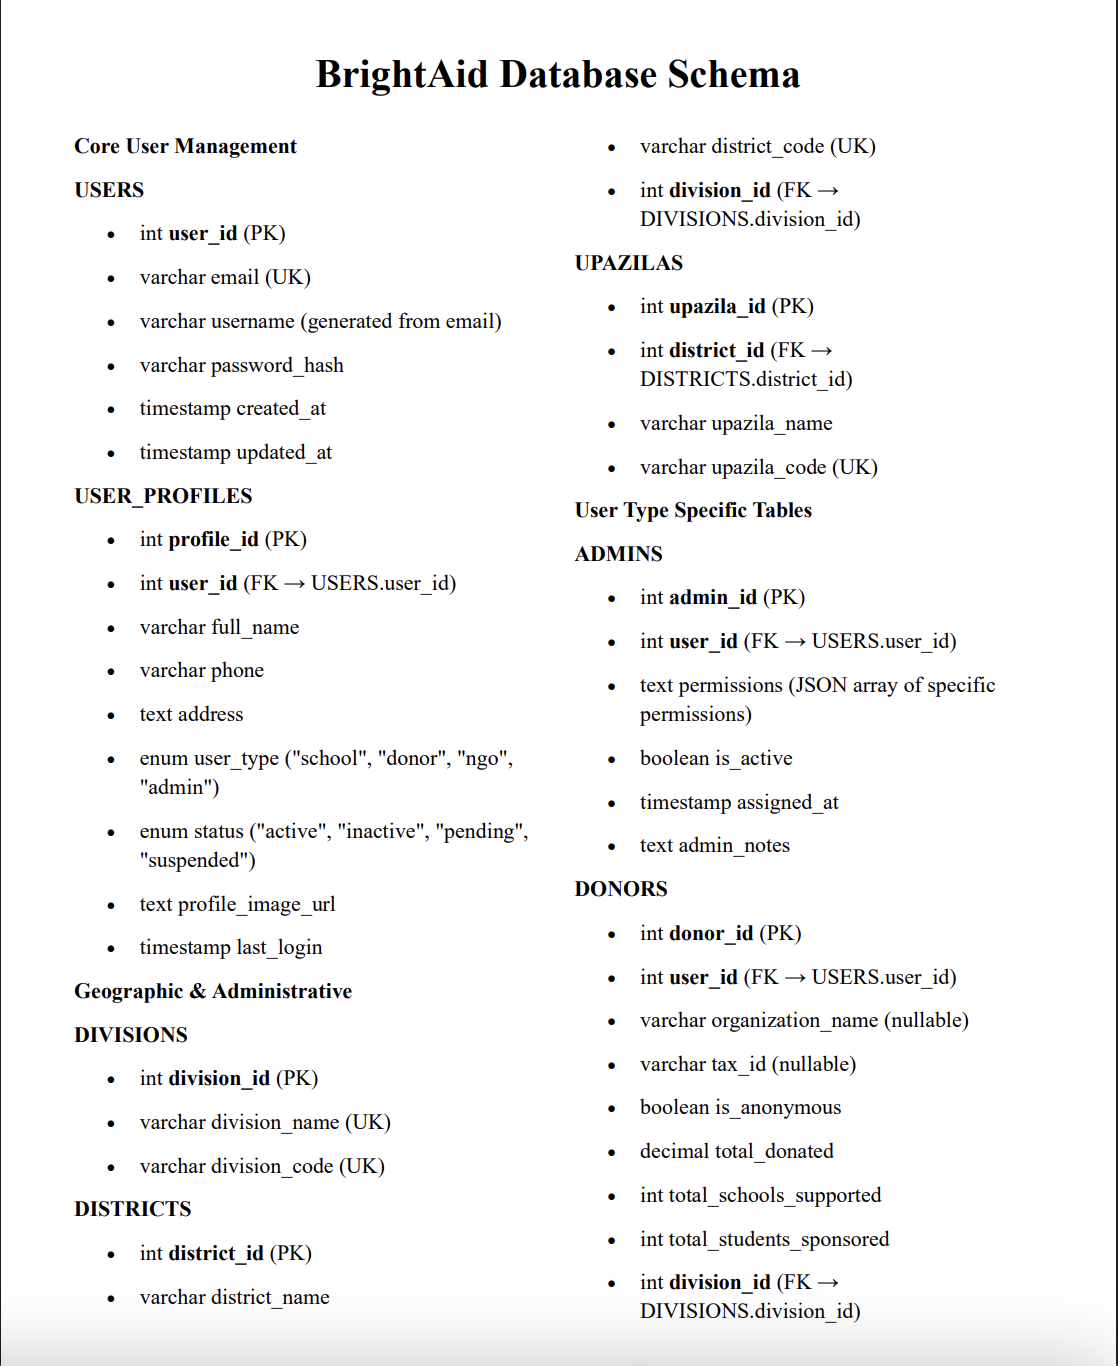 BrightAid Database Schema
Core User Management
USERS
• int user_id (PK)
• varchar email (UK)
• varchar username (generated from email)
• varchar password_hash
• timestamp created_at
• timestamp updated_at
USER_PROFILES
• int profile_id (PK)
• int user_id (FK → USERS.user_id)
• varchar full_name
• varchar phone
• text address
• enum user_type ("school", "donor", "ngo",
"admin")
• enum status ("active", "inactive", "pending",
"suspended")
• text profile_image_url
• timestamp last_login
Geographic & Administrative
DIVISIONS
• int division_id (PK)
• varchar division_name (UK)
• varchar division_code (UK)
DISTRICTS
• int district_id (PK)
• varchar district_name
• varchar district_code (UK)
• int division_id (FK →
DIVISIONS.division_id)
UPAZILAS
• int upazila_id (PK)
• int district_id (FK →
DISTRICTS.district_id)
• varchar upazila_name
• varchar upazila_code (UK)
User Type Specific Tables
ADMINS
• int admin_id (PK)
• int user_id (FK → USERS.user_id)
• text permissions (JSON array of specific
permissions)
• boolean is_active
• timestamp assigned_at
• text admin_notes
DONORS
• int donor_id (PK)
• int user_id (FK → USERS.user_id)
• varchar organization_name (nullable)
• varchar tax_id (nullable)
• boolean is_anonymous
• decimal total_donated
• int total_schools_supported
• int total_students_sponsored
• int division_id (FK →
DIVISIONS.division_id)